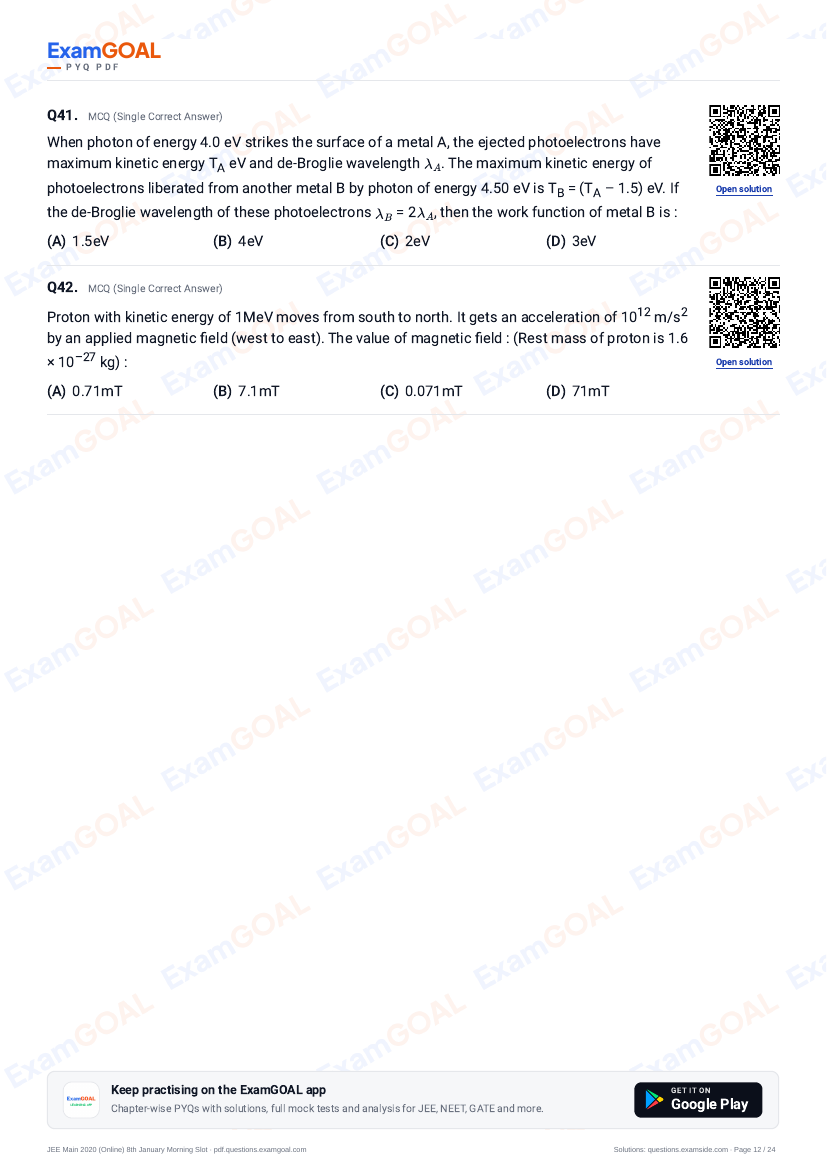 ExamGOAL
PYQ PDF
Q41. MCQ (Single Correct Answer)
When photon of energy 4.0 eV strikes the surface of a metal A, the ejected photoelectrons have
maximum kinetic energy T_A eV and de-Broglie wavelength λ_A. The maximum kinetic energy of
photoelectrons liberated from another metal B by photon of energy 4.50 eV is T_B = (T_A − 1.5) eV. If
the de-Broglie wavelength of these photoelectrons λ_B = 2λ_A, then the work function of metal B is :
Open solution
(A) 1.5eV (B) 4eV (C) 2eV (D) 3eV
Q42. MCQ (Single Correct Answer)
Proton with kinetic energy of 1MeV moves from south to north. It gets an acceleration of 10^12 m/s^2
by an applied magnetic field (west to east). The value of magnetic field : (Rest mass of proton is 1.6
× 10^−27 kg) :
Open solution
(A) 0.71mT (B) 7.1mT (C) 0.071mT (D) 71mT
Keep practising on the ExamGOAL app
Chapter-wise PYQs with solutions, full mock tests and analysis for JEE, NEET, GATE and more.
GET IT ON
Google Play
JEE Main 2020 (Online) 8th January Morning Slot · pdf.questions.examgoal.com
Solutions: questions.examside.com · Page 12 / 24